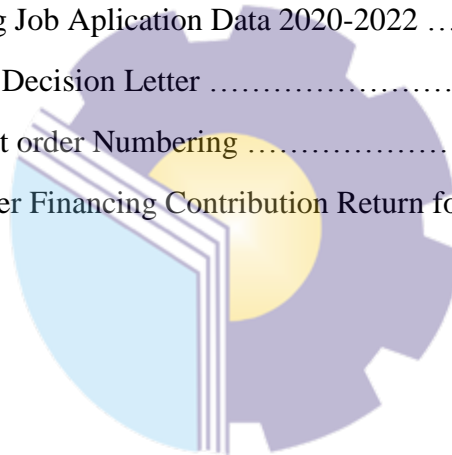 g Job Aplication Data 2020-2022 …
Decision Letter ……………………
t order Numbering ………………
er Financing Contribution Return fo